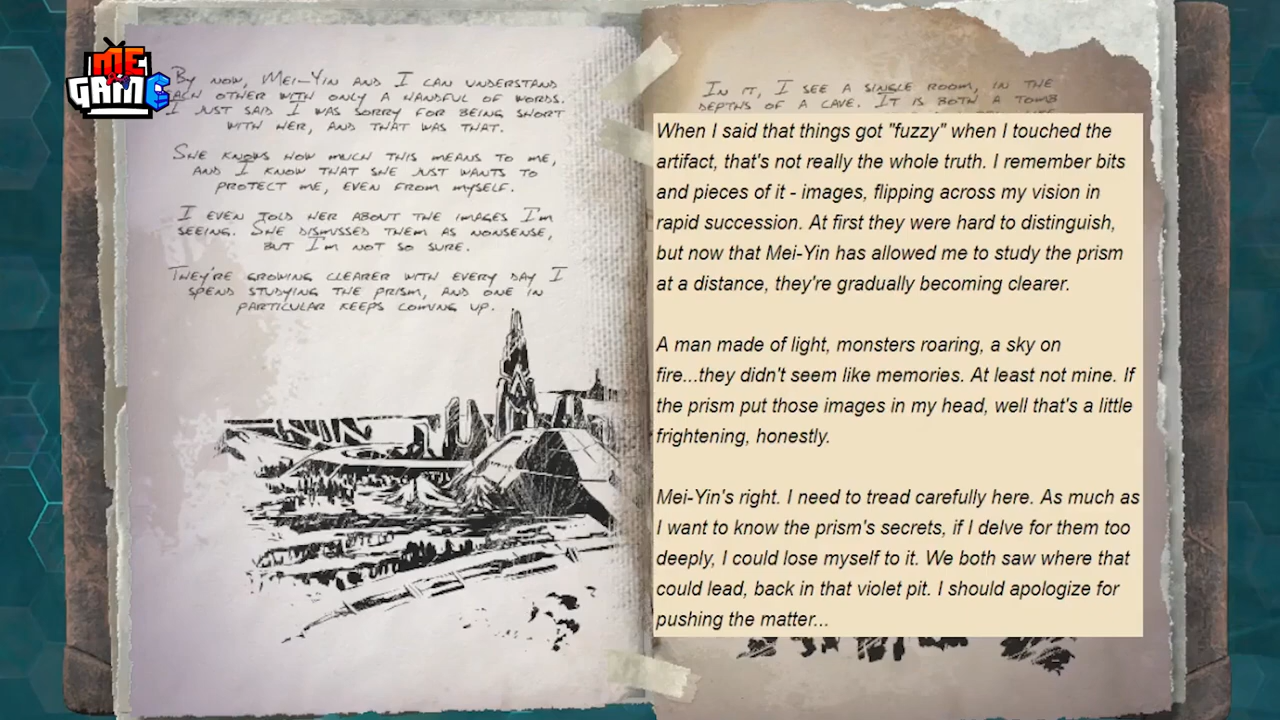 ME
GAME
By now, Mei-Yin and I can understand
each other with only a handful of words.
I just said I was sorry for being short
with her, and that was that.
She knows how much this means to me,
and I know that she just wants to
protect me, even from myself.
I even told her about the images I'm
seeing. She dismissed them as nonsense,
but I'm not so sure.
They're growing clearer with every day I
spend studying the prism, and one in
particular keeps coming up.
In it, I see a single room, in the
depths of a cave. It is both a tomb
When I said that things got "fuzzy" when I touched the
artifact, that's not really the whole truth. I remember bits
and pieces of it - images, flipping across my vision in
rapid succession. At first they were hard to distinguish,
but now that Mei-Yin has allowed me to study the prism
at a distance, they're gradually becoming clearer.
A man made of light, monsters roaring, a sky on
fire...they didn't seem like memories. At least not mine. If
the prism put those images in my head, well that's a little
frightening, honestly.
Mei-Yin's right. I need to tread carefully here. As much as
I want to know the prism's secrets, if I delve for them too
deeply, I could lose myself to it. We both saw where that
could lead, back in that violet pit. I should apologize for
pushing the matter...